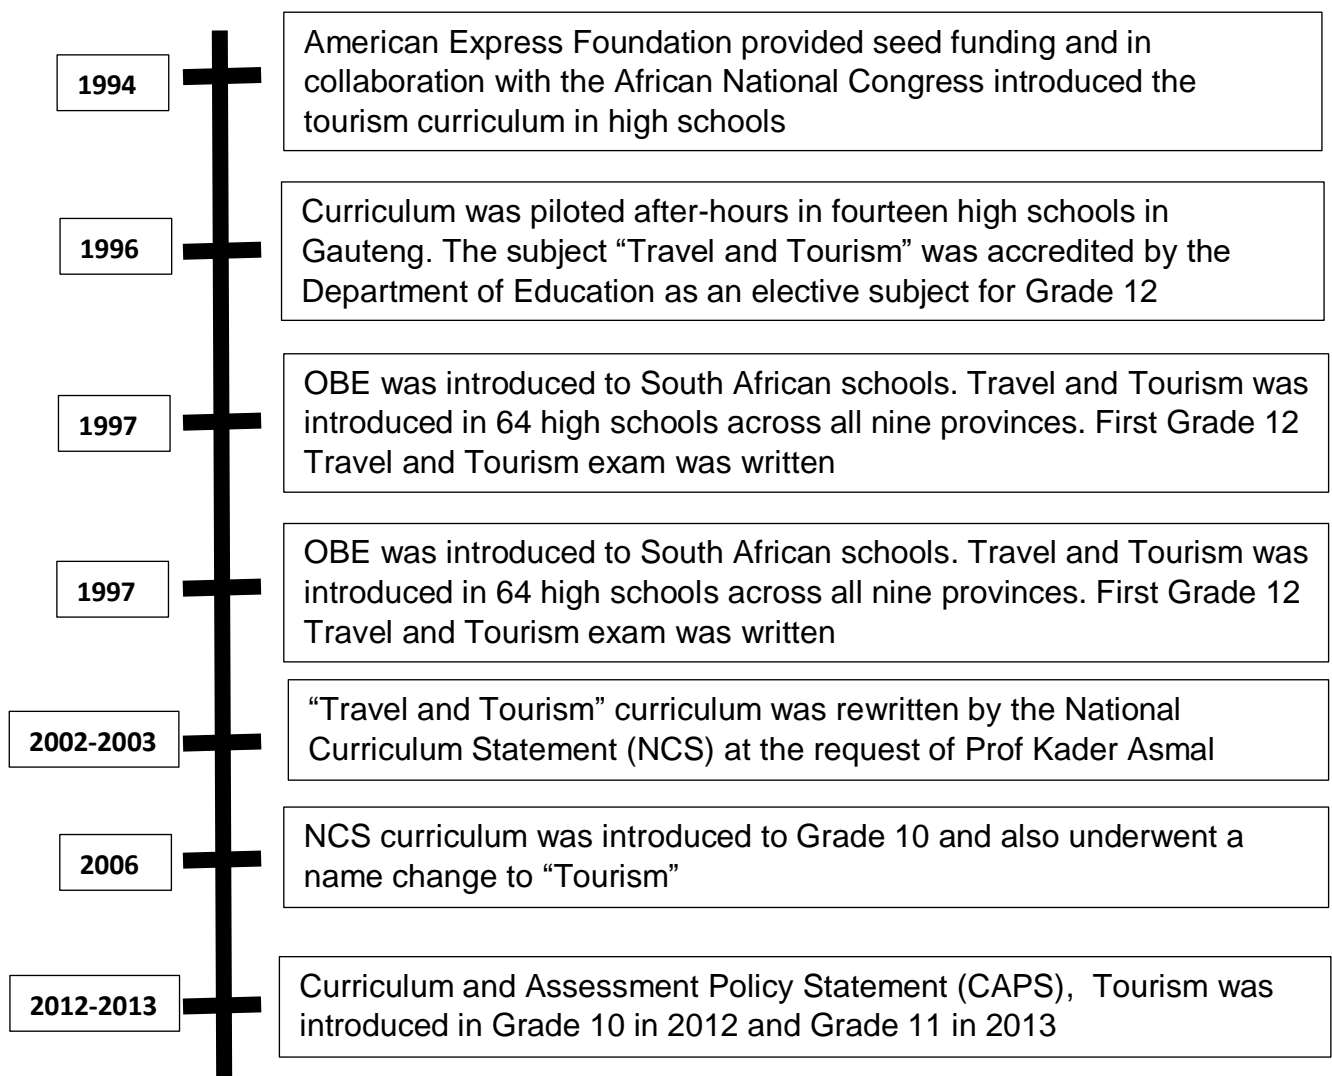 1994
American Express Foundation provided seed funding and in
collaboration with the African National Congress introduced the
tourism curriculum in high schools
1996
Curriculum was piloted after-hours in fourteen high schools in
Gauteng. The subject “Travel and Tourism” was accredited by the
Department of Education as an elective subject for Grade 12
1997
OBE was introduced to South African schools. Travel and Tourism was
introduced in 64 high schools across all nine provinces. First Grade 12
Travel and Tourism exam was written
1997
OBE was introduced to South African schools. Travel and Tourism was
introduced in 64 high schools across all nine provinces. First Grade 12
Travel and Tourism exam was written
2002-2003
“Travel and Tourism” curriculum was rewritten by the National
Curriculum Statement (NCS) at the request of Prof Kader Asmal
2006
NCS curriculum was introduced to Grade 10 and also underwent a
name change to “Tourism”
2012-2013
Curriculum and Assessment Policy Statement (CAPS),  Tourism was
introduced in Grade 10 in 2012 and Grade 11 in 2013